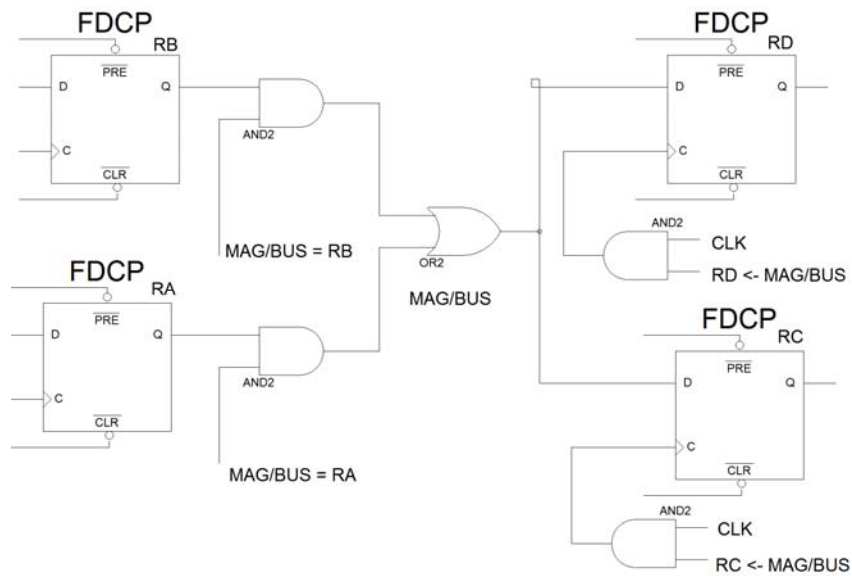 FDCP
RB
PRE
D
Q
C
CLR
AND2
MAG/BUS = RB
FDCP
RA
PRE
D
Q
C
CLR
AND2
MAG/BUS = RA
OR2
MAG/BUS
FDCP
RD
PRE
D
Q
C
CLR
AND2
CLK
RD <- MAG/BUS
FDCP
RC
PRE
D
Q
C
CLR
AND2
CLK
RC <- MAG/BUS